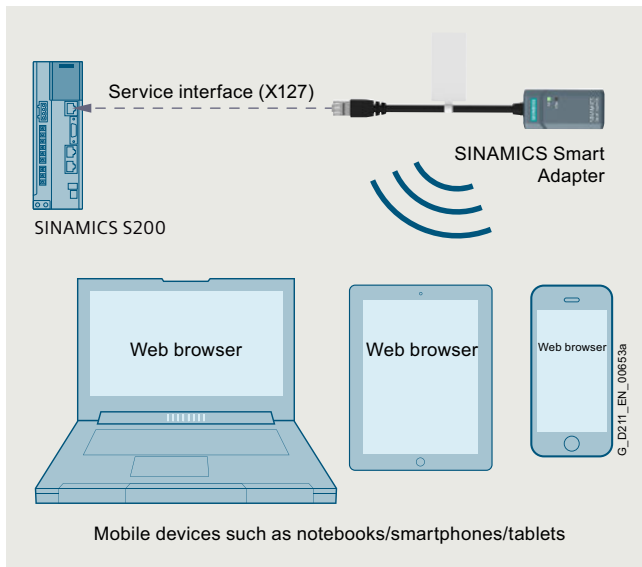 Service interface (X127)
SINAMICS Smart
Adapter
SINAMICS S200
Web browser
Web browser
Web browser
G_D211_EN_00653a
Mobile devices such as notebooks/smartphones/tablets